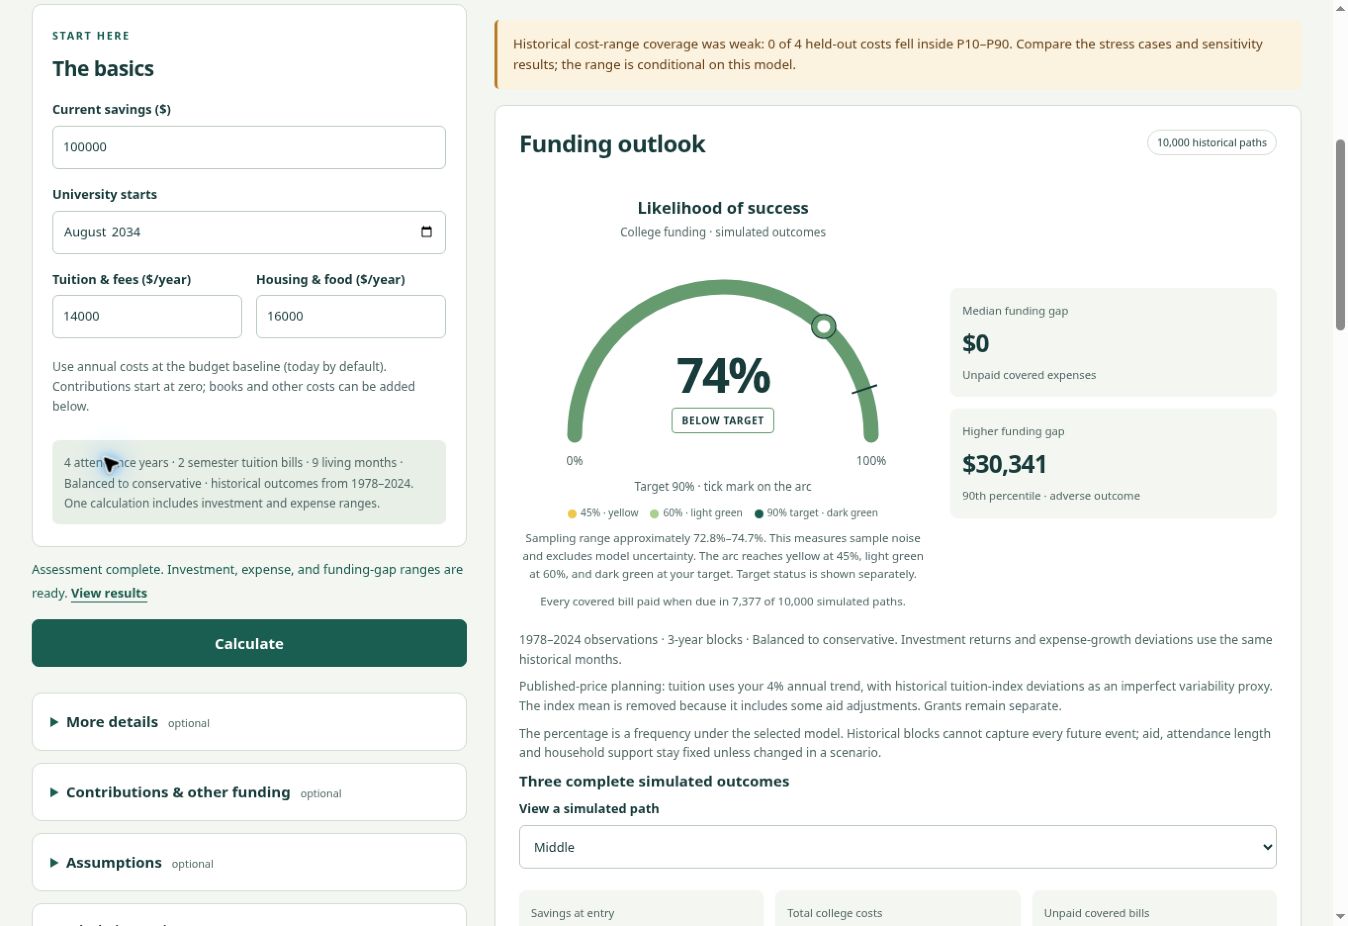 START HERE
The basics
Current savings ($)
100000
University starts
August 2034
Tuition & fees ($/year)
Housing & food ($/year)
14000
16000
Use annual costs at the budget baseline (today by default).
Contributions start at zero; books and other costs can be added
below.
4 attendance years · 2 semester tuition bills · 9 living months ·
Balanced to conservative · historical outcomes from 1978–2024.
One calculation includes investment and expense ranges.
Assessment complete. Investment, expense, and funding-gap ranges are
ready. View results
Calculate
More details optional
Contributions & other funding optional
Assumptions optional
Historical cost-range coverage was weak: 0 of 4 held-out costs fell inside P10–P90. Compare the stress cases and sensitivity
results; the range is conditional on this model.
Funding outlook
10,000 historical paths
Likelihood of success
College funding · simulated outcomes
74%
BELOW TARGET
0%
100%
Target 90% · tick mark on the arc
45% · yellow
60% · light green
90% target · dark green
Sampling range approximately 72.8%–74.7%. This measures sample noise
and excludes model uncertainty. The arc reaches yellow at 45%, light green
at 60%, and dark green at your target. Target status is shown separately.
Every covered bill paid when due in 7,377 of 10,000 simulated paths.
Median funding gap
$0
Unpaid covered expenses
Higher funding gap
$30,341
90th percentile · adverse outcome
1978–2024 observations · 3-year blocks · Balanced to conservative. Investment returns and expense-growth deviations use the same
historical months.
Published-price planning: tuition uses your 4% annual trend, with historical tuition-index deviations as an imperfect variability proxy.
The index mean is removed because it includes some aid adjustments. Grants remain separate.
The percentage is a frequency under the selected model. Historical blocks cannot capture every future event; aid, attendance length
and household support stay fixed unless changed in a scenario.
Three complete simulated outcomes
View a simulated path
Middle
Savings at entry
Total college costs
Unpaid covered bills